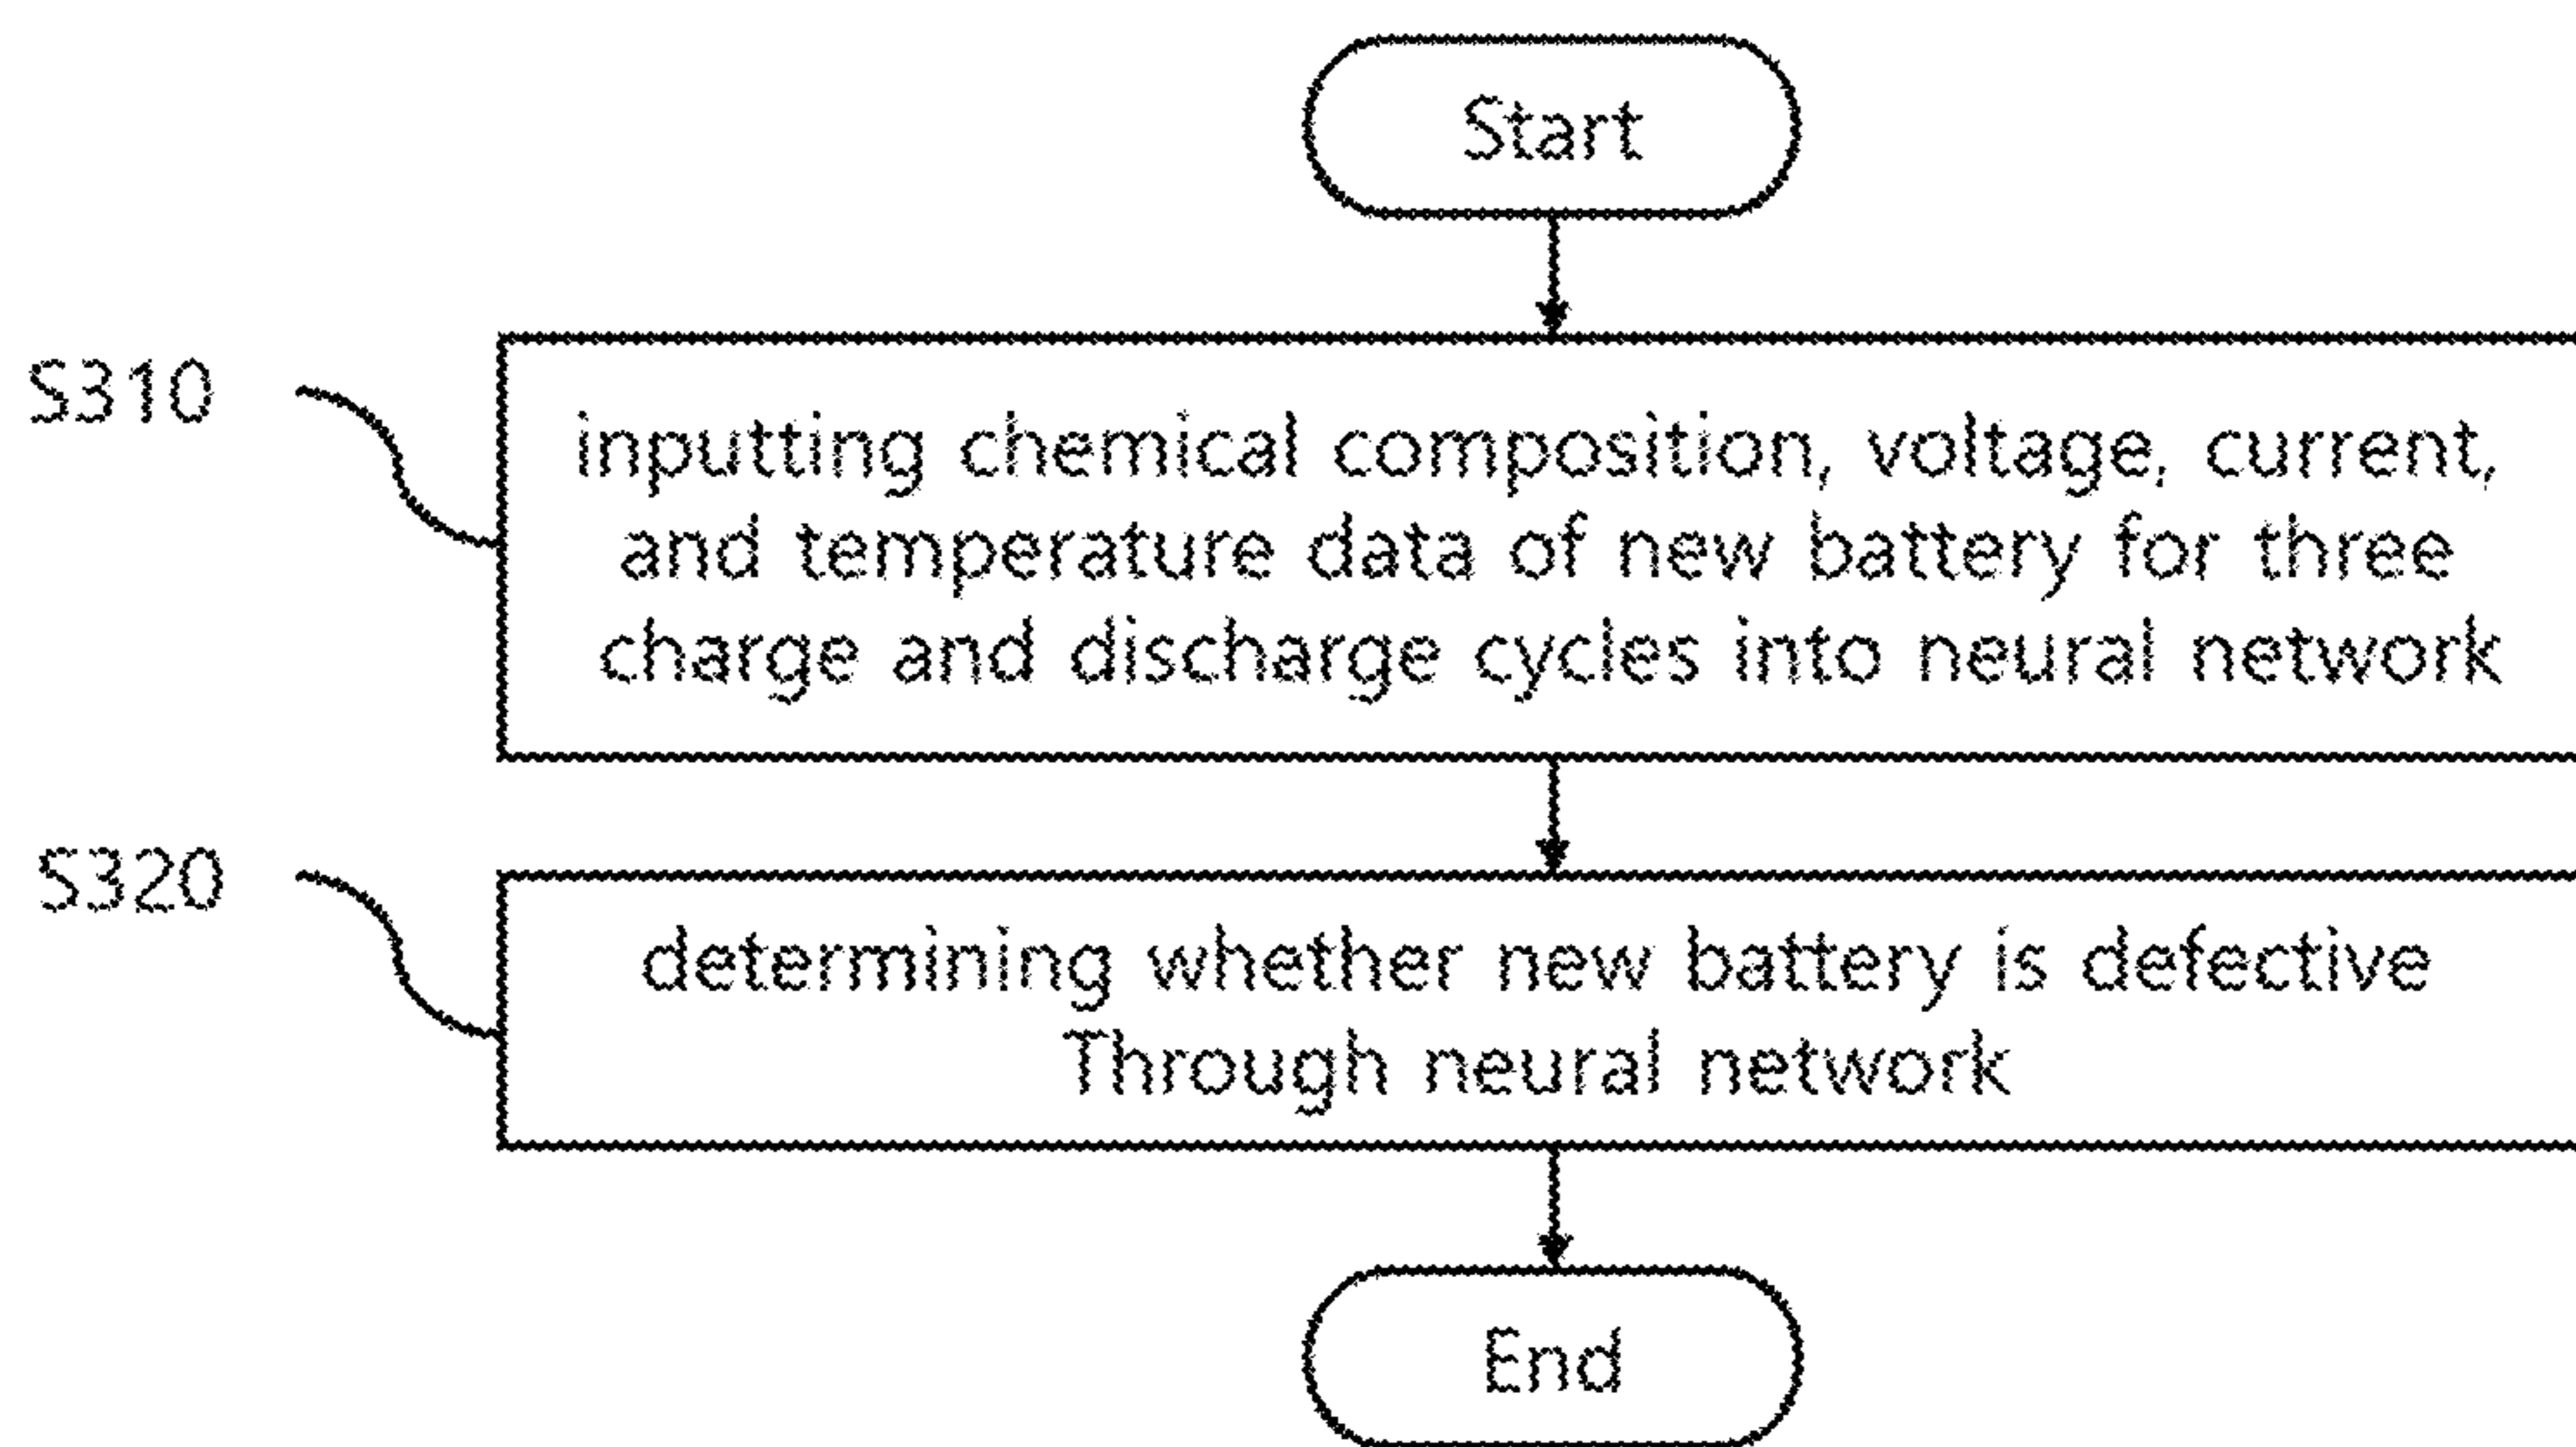 Start
S310
inputting chemical composition, voltage, current,
and temperature data of new battery for three
charge and discharge cycles into neural network
S320
determining whether new battery is defective
Through neural network
End